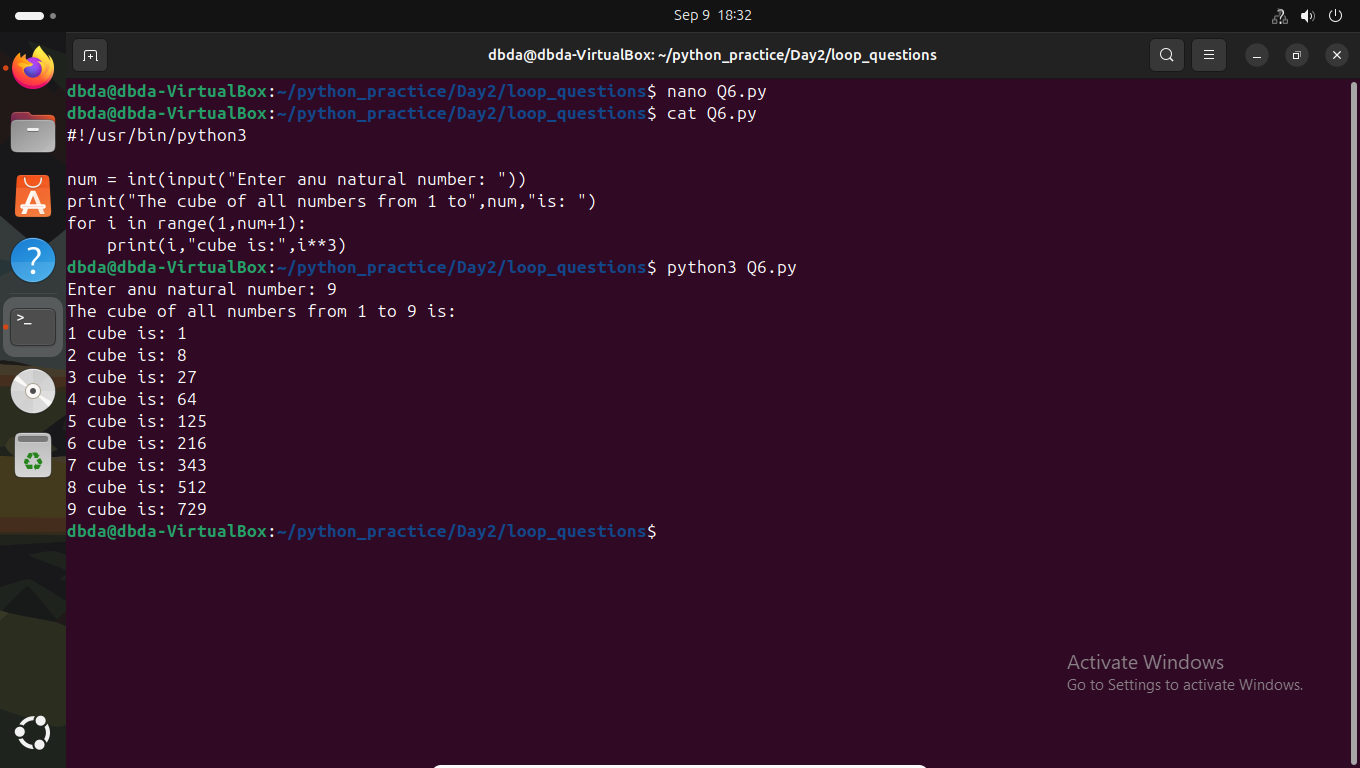 Sep 9 18:32
dbda@dbda-VirtualBox: ~/python_practice/Day2/loop_questions
dbda@dbda-VirtualBox:~/python_practice/Day2/loop_questions$ nano Q6.py
dbda@dbda-VirtualBox:~/python_practice/Day2/loop_questions$ cat Q6.py
#!/usr/bin/python3
num = int(input("Enter anu natural number: "))
print("The cube of all numbers from 1 to",num,"is: ")
for i in range(1,num+1):
    print(i,"cube is:",i**3)
dbda@dbda-VirtualBox:~/python_practice/Day2/loop_questions$ python3 Q6.py
Enter anu natural number: 9
The cube of all numbers from 1 to 9 is:
1 cube is: 1
2 cube is: 8
3 cube is: 27
4 cube is: 64
5 cube is: 125
6 cube is: 216
7 cube is: 343
8 cube is: 512
9 cube is: 729
dbda@dbda-VirtualBox:~/python_practice/Day2/loop_questions$
Activate Windows
Go to Settings to activate Windows.